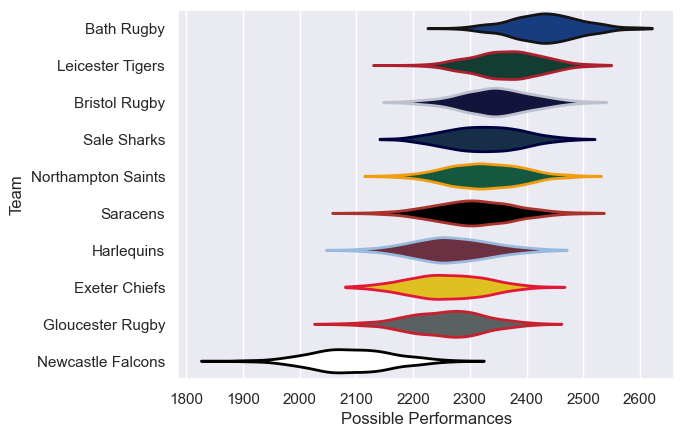 Bath Rugby
Leicester Tigers
Bristol Rugby
Sale Sharks
Northampton Saints
Saracens
Harlequins
Exeter Chiefs
Gloucester Rugby
Newcastle Falcons
Team
1800 1900 2000 2100 2200 2300 2400 2500 2600
Possible Performances